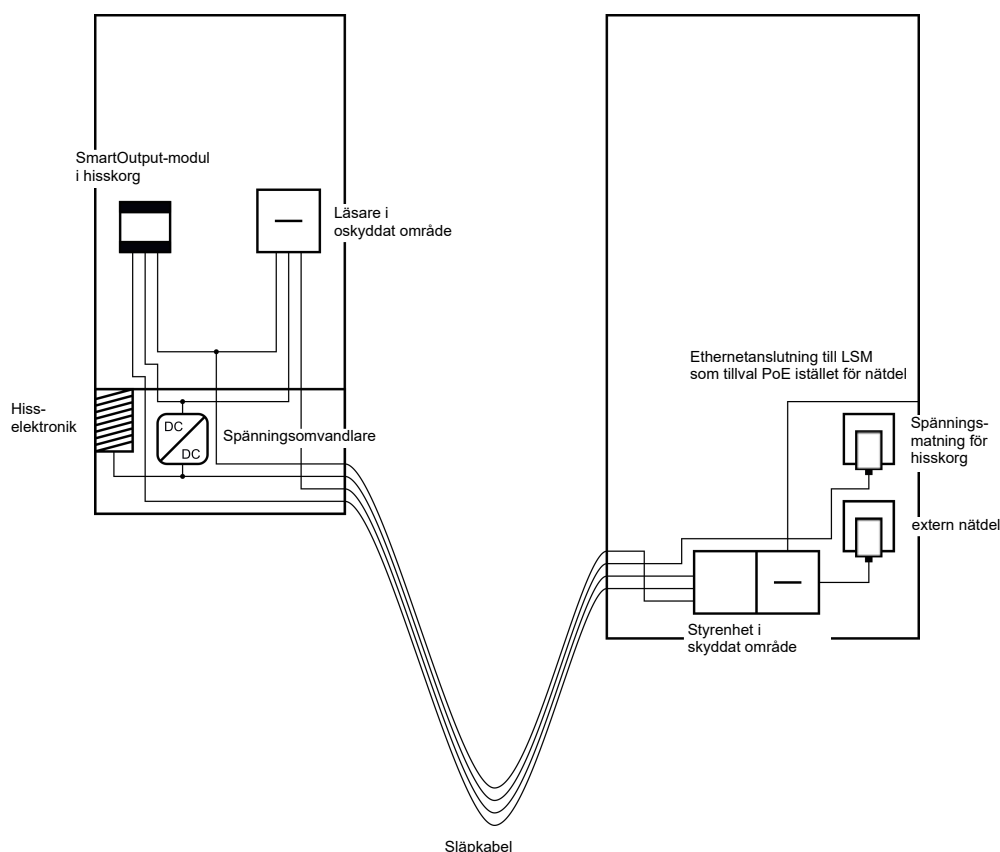 SmartOutput-modul
i hisskorg
Läsare i
oskyddat område
Hiss-
elektronik
DC
DC
Spänningsomvandlare
Ethernetanslutning till LSM
som tillval PoE istället för nätdel
Spännings-
matning för
hisskorg
extern nätdel
Styrenhet i
skyddat område
Släpkabel